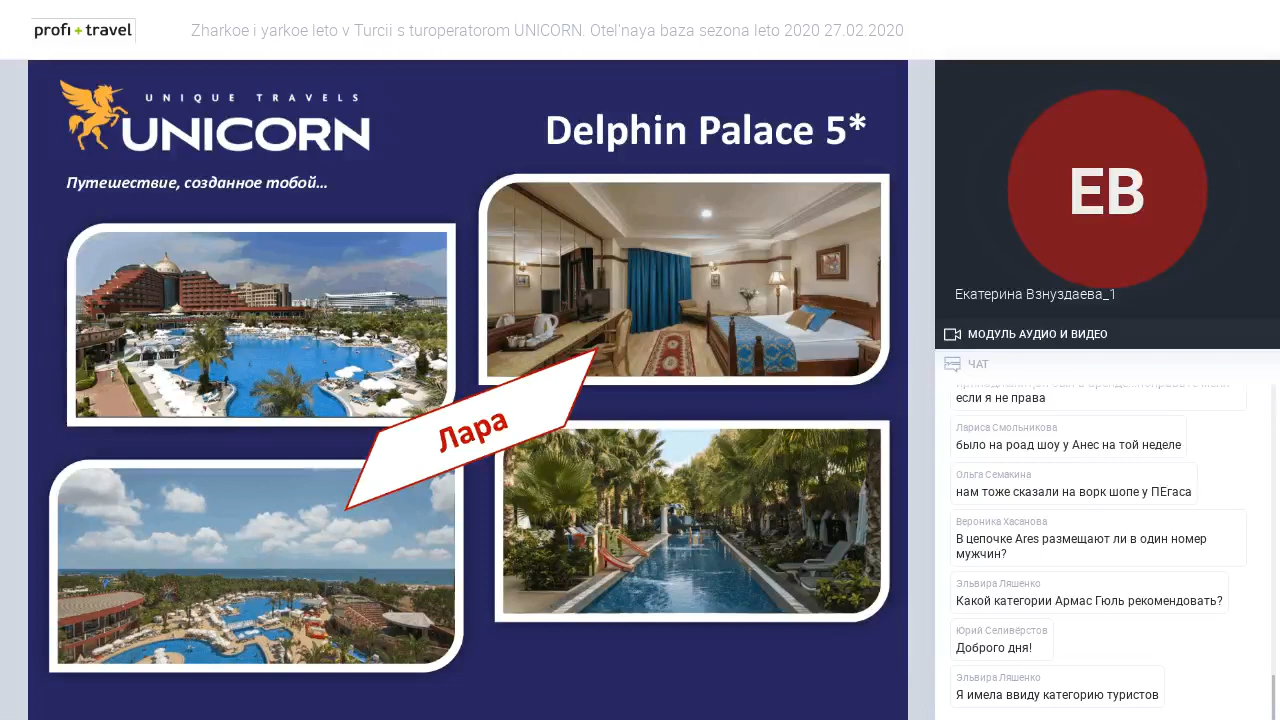 profi + travel
Zharkoe i yarkoe leto v Turcii s turoperatorom UNICORN. Otel'naya baza sezona leto 2020 27.02.2020
UNIQUE TRAVELS
UNICORN
Путешествие, созданное тобой...
Delphin Palace 5*
Лара
ЕВ
Екатерина Взнуздаева_1
МОДУЛЬ АУДИО И ВИДЕО
ЧАТ
если я не права
Лариса Смольникова
было на роад шоу у Анес на той неделе
Ольга Семакина
нам тоже сказали на ворк шопе у ПЕгаса
Вероника Хасанова
В цепочке Ares размещают ли в один номер
мужчин?
Эльвира Ляшенко
Какой категории Армас Гюль рекомендовать?
Юрий Селивёрстов
Доброго дня!
Эльвира Ляшенко
Я имела ввиду категорию туристов